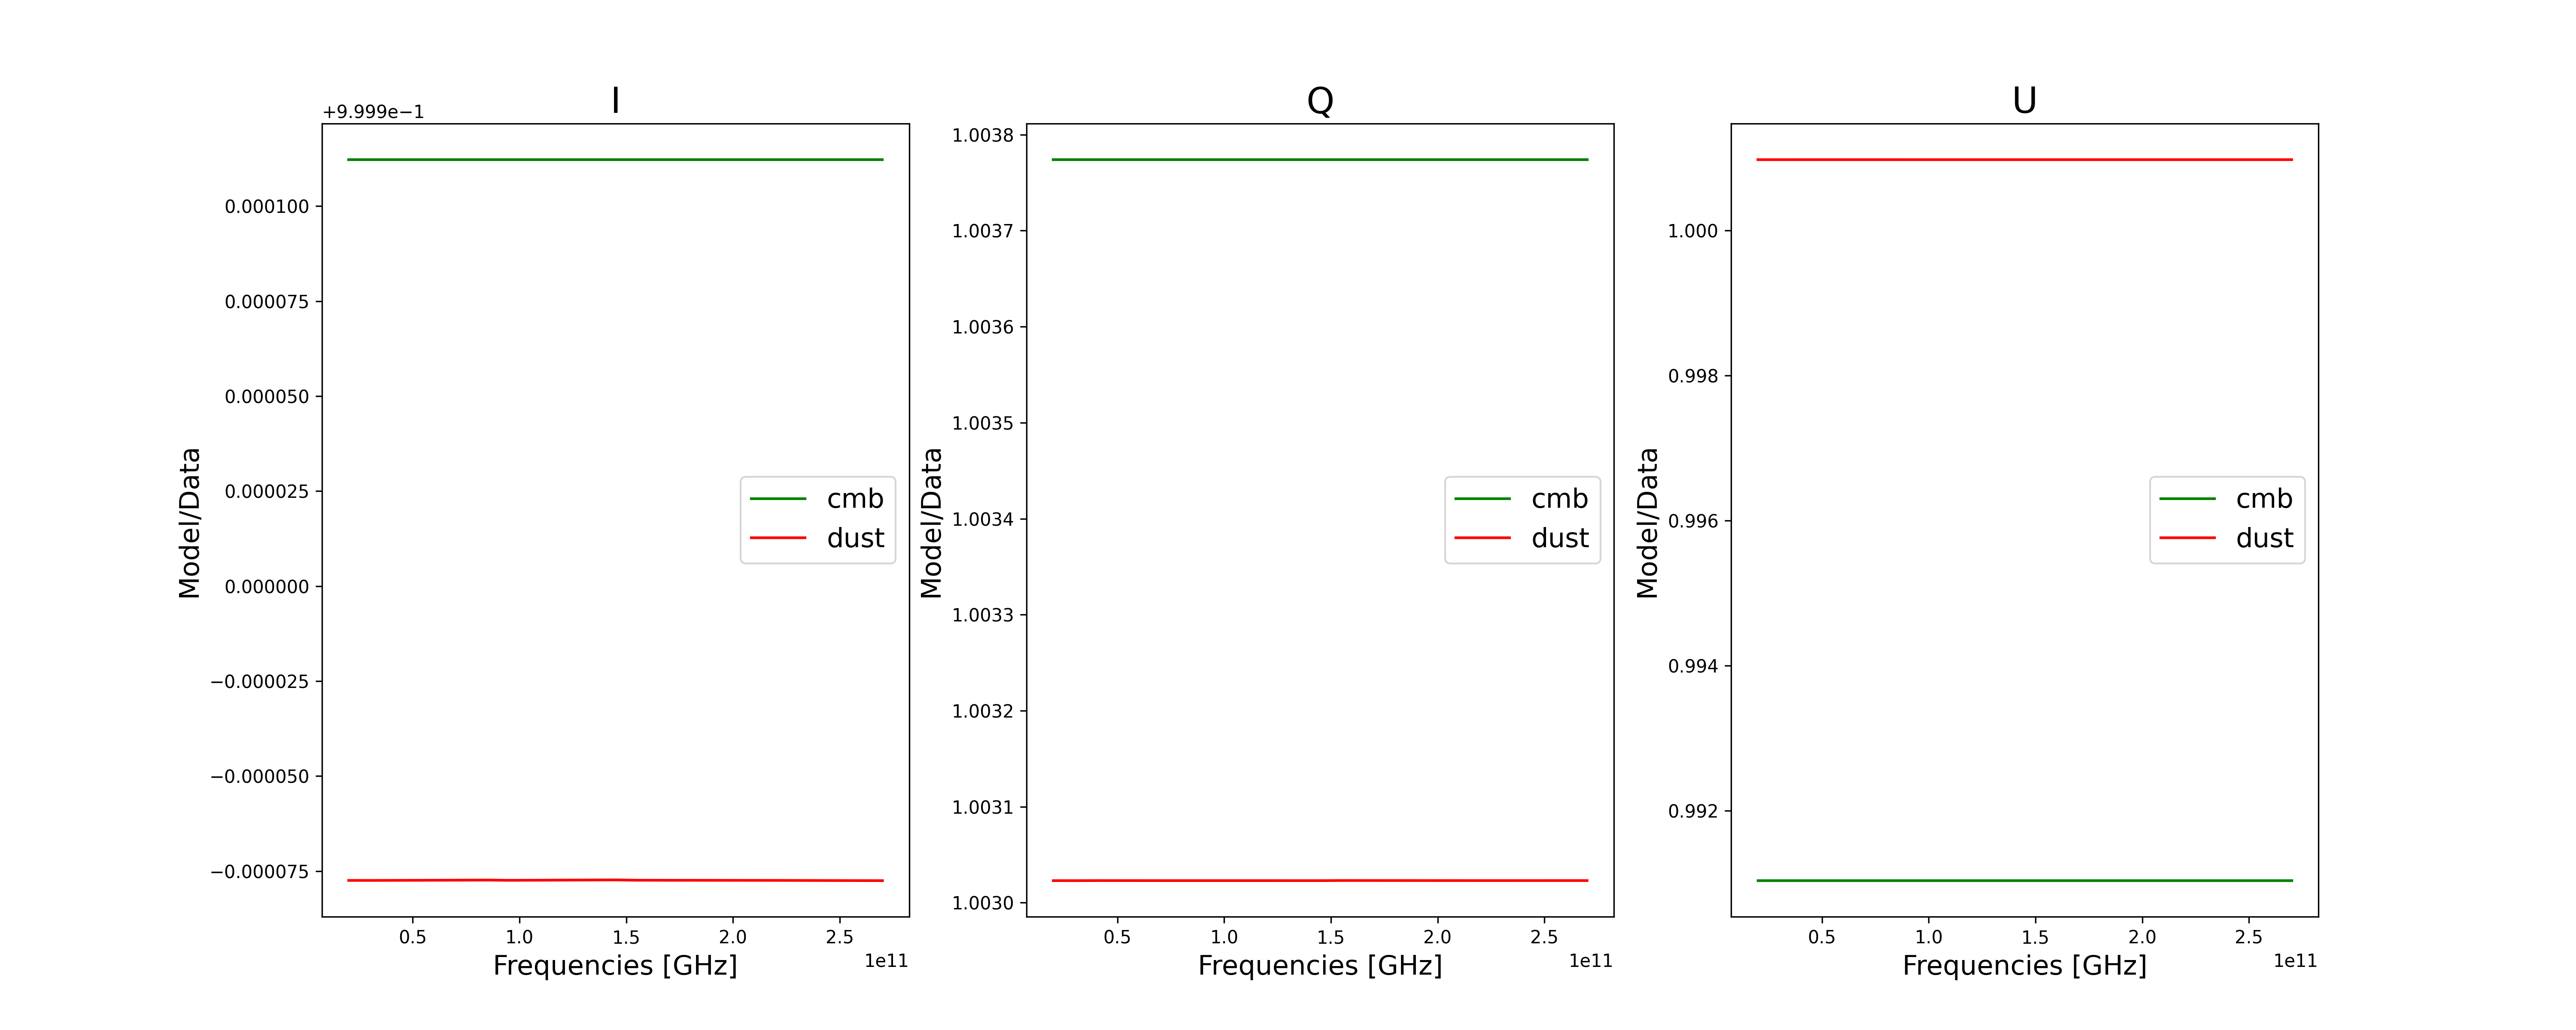 I
+9.999e−1
0.000100
0.000075
0.000050
0.000025
0.000000
−0.000025
−0.000050
−0.000075
Model/Data
cmb
dust
0.5 1.0 1.5 2.0 2.5
Frequencies [GHz]
1e11
Q
1.0038
1.0037
1.0036
1.0035
1.0034
1.0033
1.0032
1.0031
1.0030
Model/Data
cmb
dust
0.5 1.0 1.5 2.0 2.5
Frequencies [GHz]
1e11
U
1.000
0.998
0.996
0.994
0.992
Model/Data
cmb
dust
0.5 1.0 1.5 2.0 2.5
Frequencies [GHz]
1e11